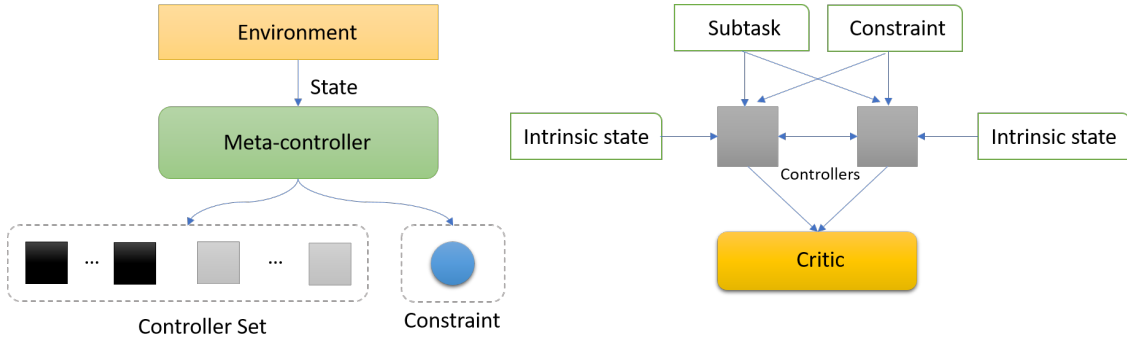 Environment
State
Meta-controller
...
...
Controller Set
Constraint
Subtask
Constraint
Intrinsic state
Intrinsic state
Controllers
Critic